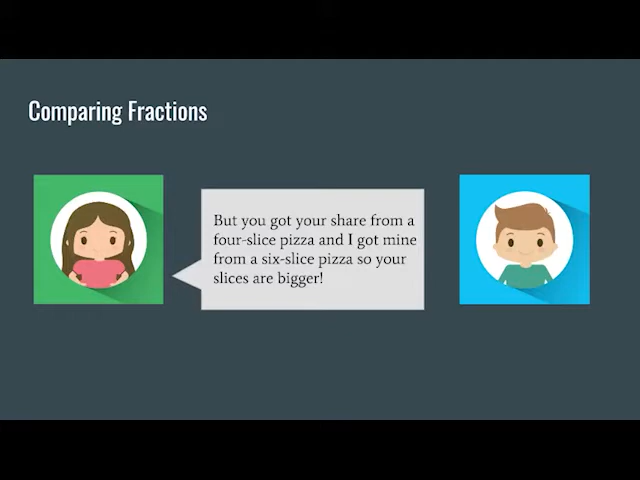 Comparing Fractions
But you got your share from a
four-slice pizza and I got mine
from a six-slice pizza so your
slices are bigger!